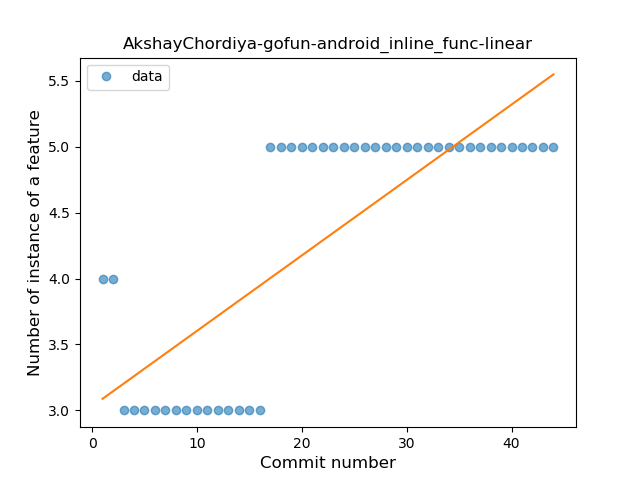 AkshayChordiya-gofun-android_inline_func-linear
data
Number of instance of a feature
5.5
5.0
4.5
4.0
3.5
3.0
0 10 20 30 40
Commit number